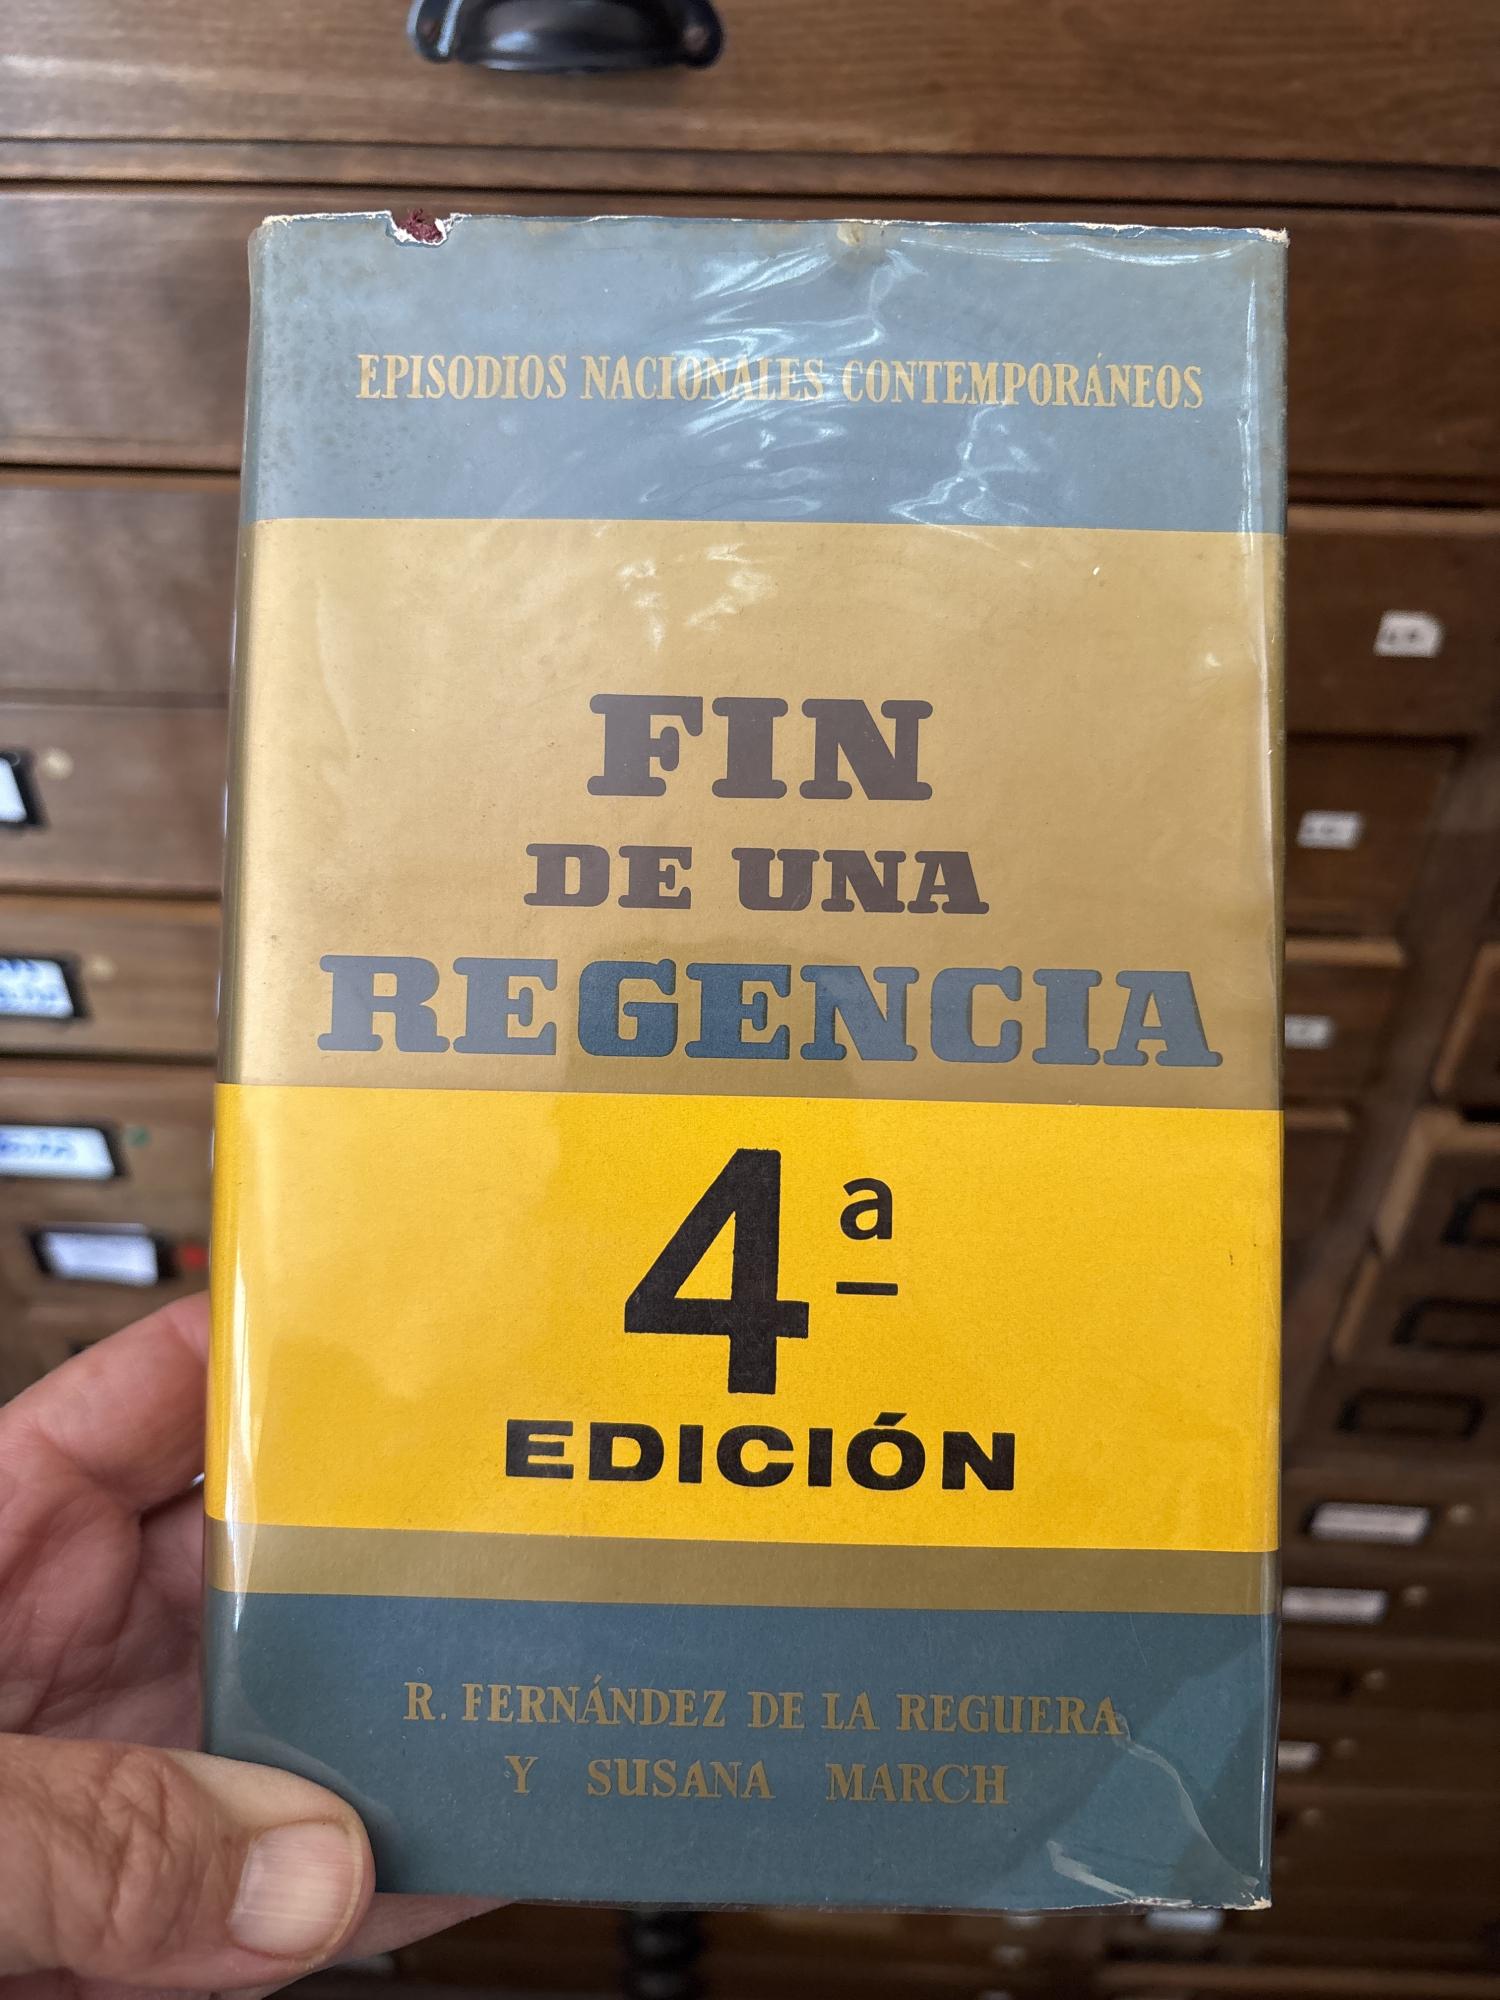 EPISODIOS NACIONALES CONTEMPORÁNEOS
FIN
DE UNA
REGENCIA
4ª
EDICIÓN
R. FERNÁNDEZ DE LA REGUERA
Y SUSANA MARCH